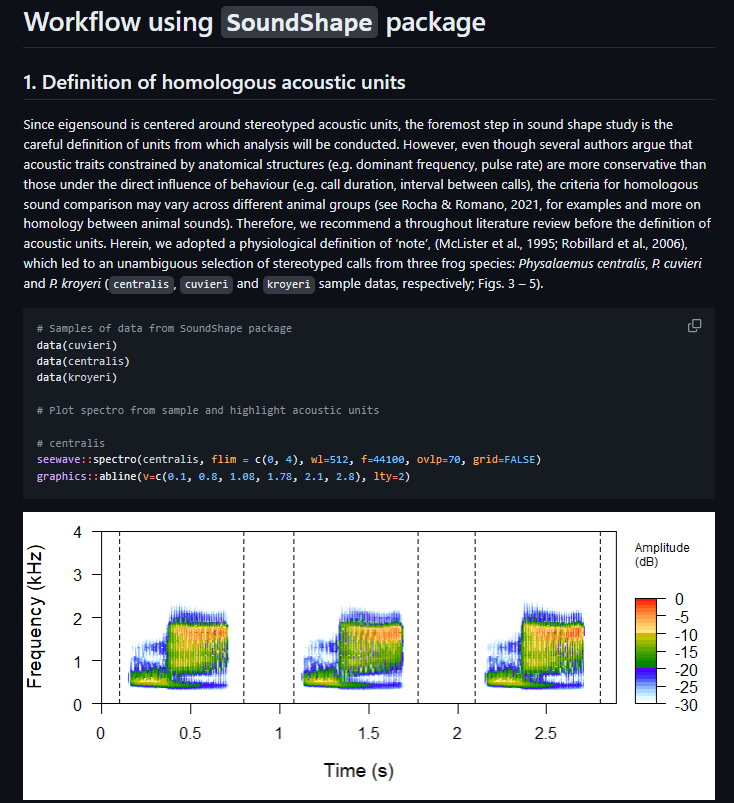 Workflow using SoundShape package
1. Definition of homologous acoustic units
Since eigensound is centered around stereotyped acoustic units, the foremost step in sound shape study is the
careful definition of units from which analysis will be conducted. However, even though several authors argue that
acoustic traits constrained by anatomical structures (e.g. dominant frequency, pulse rate) are more conservative than
those under the direct influence of behaviour (e.g. call duration, interval between calls), the criteria for homologous
sound comparison may vary across different animal groups (see Rocha & Romano, 2021, for examples and more on
homology between animal sounds). Therefore, we recommend a throughout literature review before the definition of
acoustic units. Herein, we adopted a physiological definition of ‘note’, (McLister et al., 1995; Robillard et al., 2006),
which led to an unambiguous selection of stereotyped calls from three frog species: Physalaemus centralis, P. cuvieri
and P. kroyeri ( centralis , cuvieri and kroyeri sample datas, respectively; Figs. 3 – 5).
# Samples of data from SoundShape package
data(cuvieri)
data(centralis)
data(kroyeri)
# Plot spectro from sample and highlight acoustic units
# centralis
seewave::spectro(centralis, flim = c(0, 4), wl=512, f=44100, ovlp=70, grid=FALSE)
graphics::abline(v=c(0.1, 0.8, 1.08, 1.78, 2.1, 2.8), lty=2)
Frequency (kHz)
4
3
2
1
0
0 0.5 1 1.5 2 2.5
Time (s)
Amplitude
(dB)
0
-5
-10
-15
-20
-25
-30